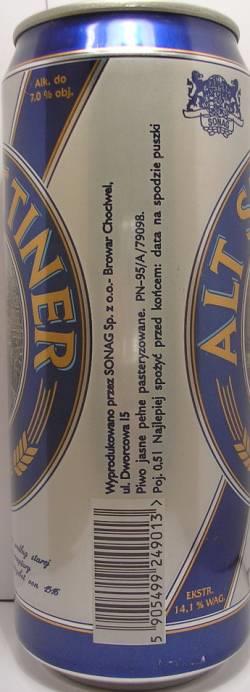 Alk. do
7.0 % obj.
SONAG
TINER
ALT S
Wyprodukowano przez SONAG Sp. z o.o.- Browar Chociwel,
ul. Dworcowa 15
Piwo jasne pełne pasteryzowane. PN-95/A/79098.
Poj. 0,5 l Najlepiej spożyć przed końcem: data na spodzie puszki
5 905499 249013 >
EKSTR.
14,1 % WAG.